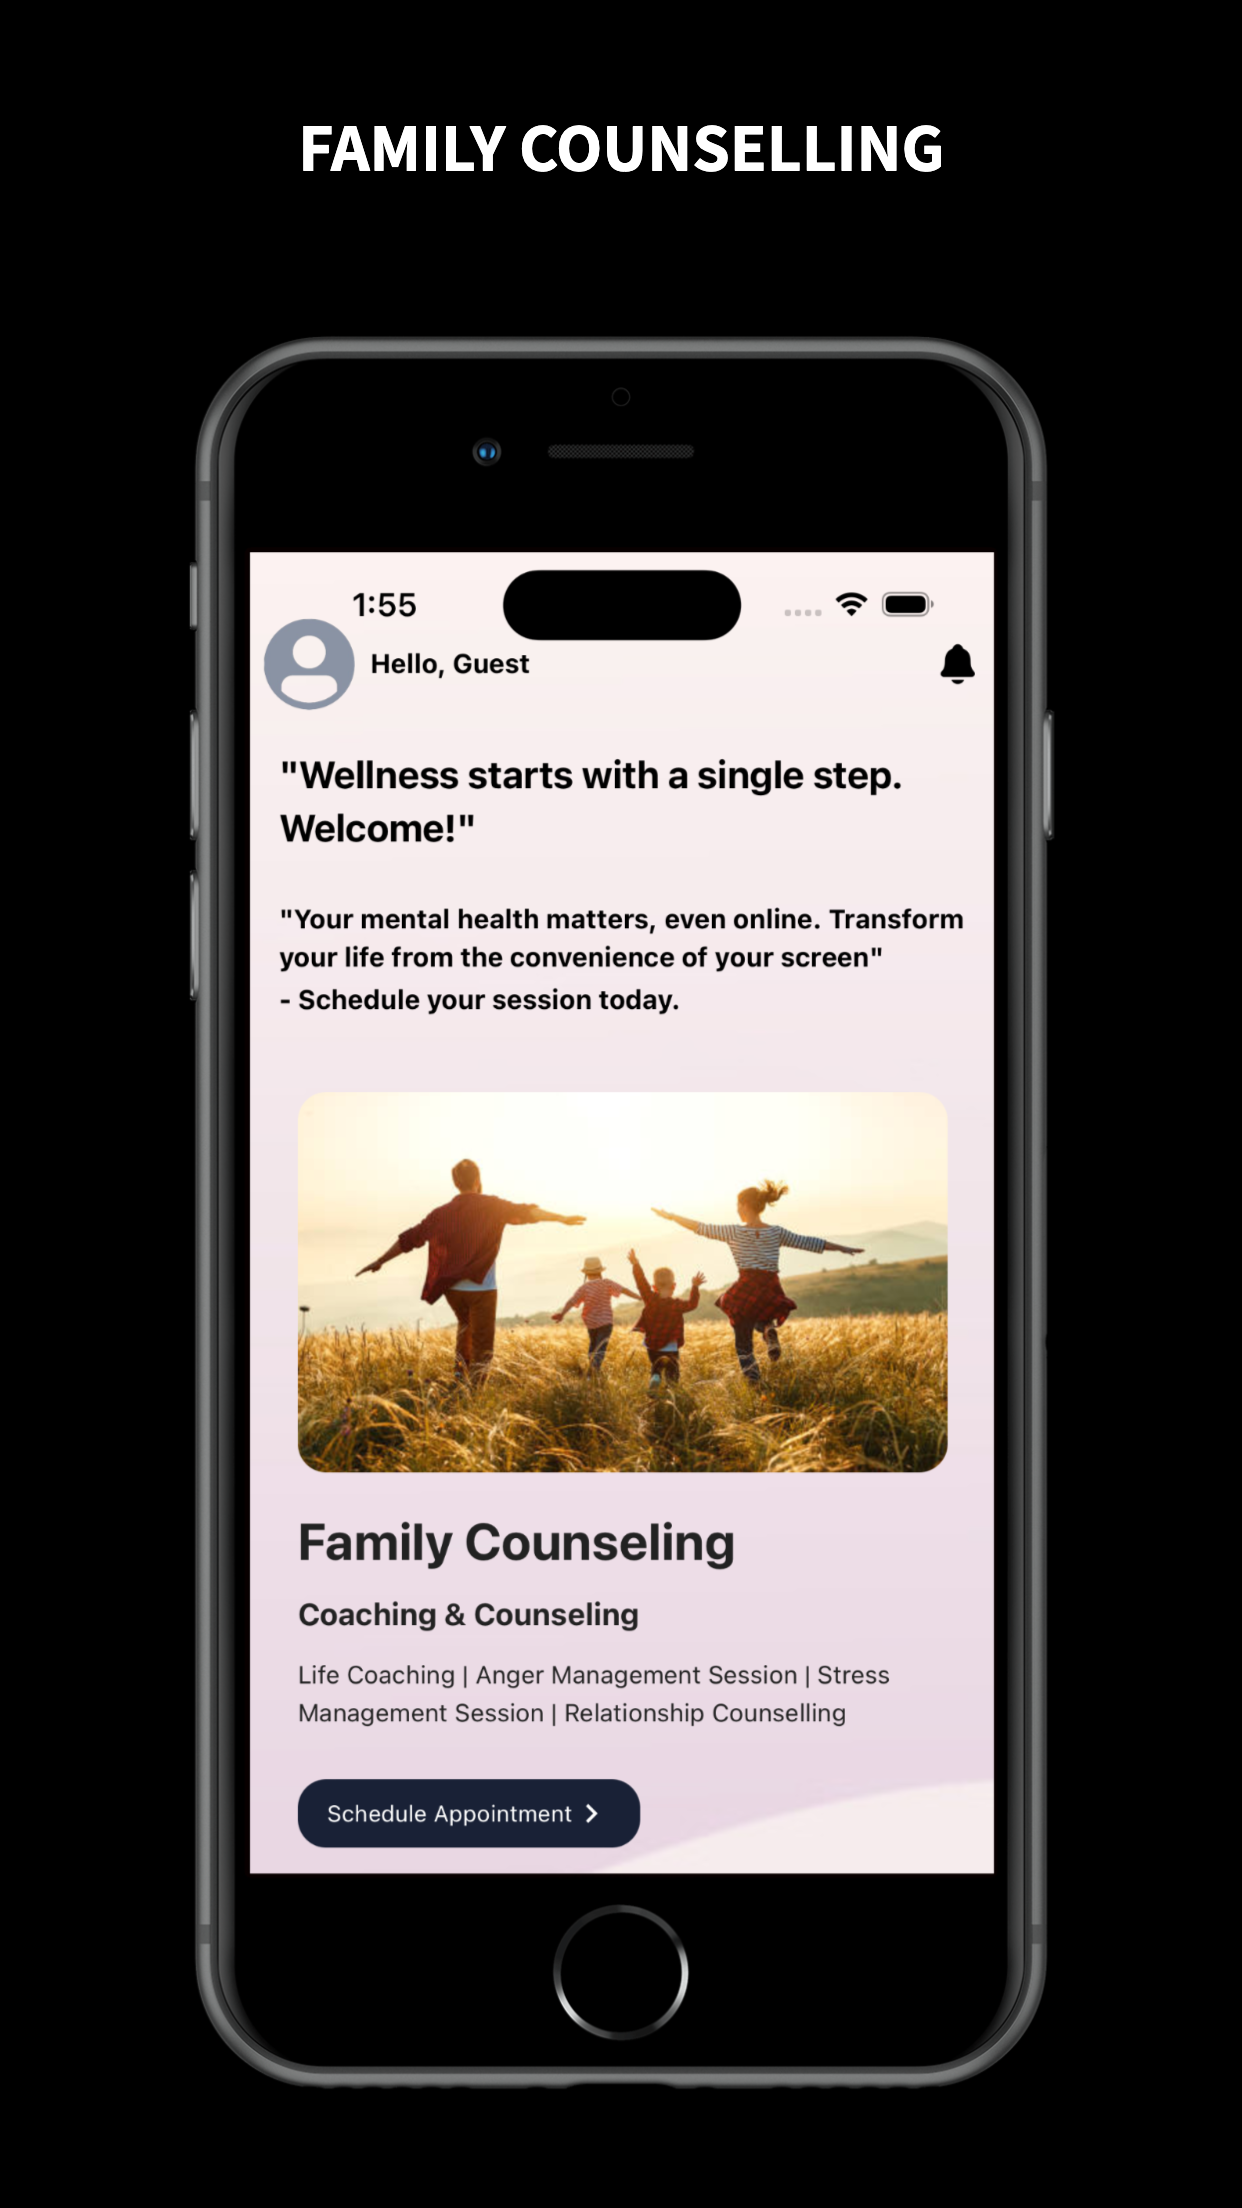 FAMILY COUNSELLING
1:55
Hello, Guest
"Wellness starts with a single step.
Welcome!"
"Your mental health matters, even online. Transform
your life from the convenience of your screen"
- Schedule your session today.
Family Counseling
Coaching & Counseling
Life Coaching | Anger Management Session | Stress
Management Session | Relationship Counselling
Schedule Appointment